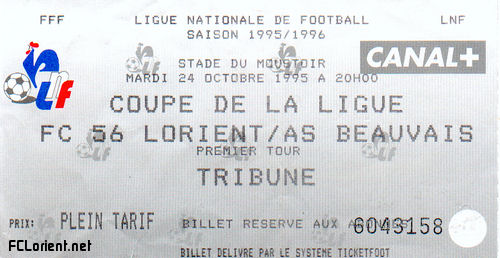 FFF LIGUE NATIONALE DE FOOTBALL LNF
SAISON 1995/1996
STADE DU MOUSTOIR
MARDI 24 OCTOBRE 1995 A 20H00
CANAL+
LNF
COUPE DE LA LIGUE
FC 56 LORIENT/AS BEAUVAIS
PREMIER TOUR
TRIBUNE
PRIX: PLEIN TARIF BILLET RESERVE AUX ABONNES 6043158
FCLorient.net
BILLET DELIVRE PAR LE SYSTEME TICKETFOOT